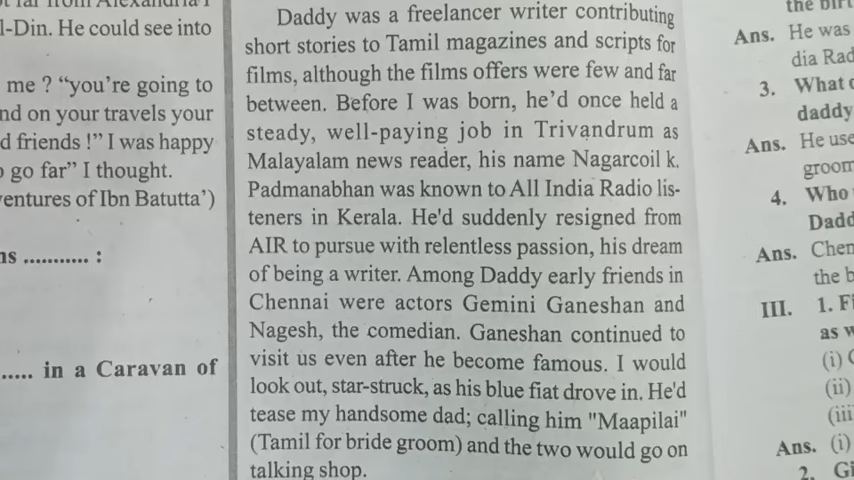 l-Din. He could see into
me ? "you're going to
nd on your travels your
d friends !" I was happy
o go far" I thought.
ventures of Ibn Batutta')
ns ........... :
..... in a Caravan of
Daddy was a freelancer writer contributing
short stories to Tamil magazines and scripts for
films, although the films offers were few and far
between. Before I was born, he'd once held a
steady, well-paying job in Trivandrum as
Malayalam news reader, his name Nagarcoil k.
Padmanabhan was known to All India Radio lis-
teners in Kerala. He'd suddenly resigned from
AIR to pursue with relentless passion, his dream
of being a writer. Among Daddy early friends in
Chennai were actors Gemini Ganeshan and
Nagesh, the comedian. Ganeshan continued to
visit us even after he become famous. I would
look out, star-struck, as his blue fiat drove in. He'd
tease my handsome dad; calling him "Maapilai"
(Tamil for bride groom) and the two would go on
talking shop.
the birt
Ans. He was
dia Rad
3. What
daddy
Ans. He use
groom
4. Who
Dadd
Ans. Chen
the b
III. 1. Fi
as w
(i)
(ii)
(iii
Ans. (i)
2. Gi